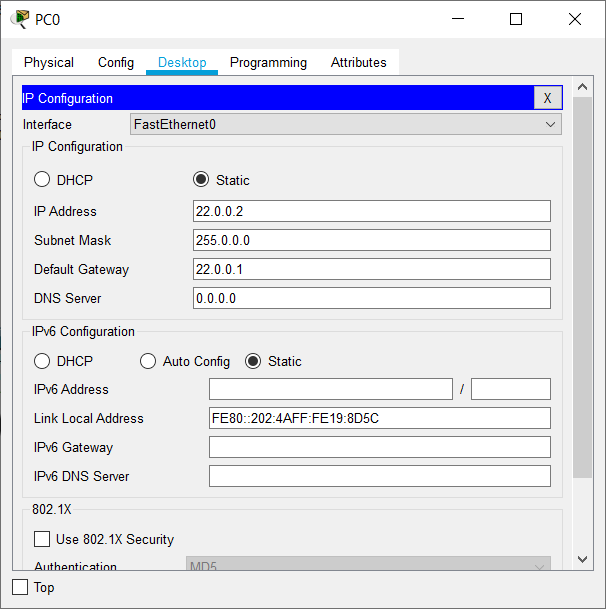 PC0
Physical Config Desktop Programming Attributes
IP Configuration X
Interface FastEthernet0
IP Configuration
DHCP Static
IP Address 22.0.0.2
Subnet Mask 255.0.0.0
Default Gateway 22.0.0.1
DNS Server 0.0.0.0
IPv6 Configuration
DHCP Auto Config Static
IPv6 Address /
Link Local Address FE80::202:4AFF:FE19:8D5C
IPv6 Gateway
IPv6 DNS Server
802.1X
Use 802.1X Security
Authentication MD5
Top